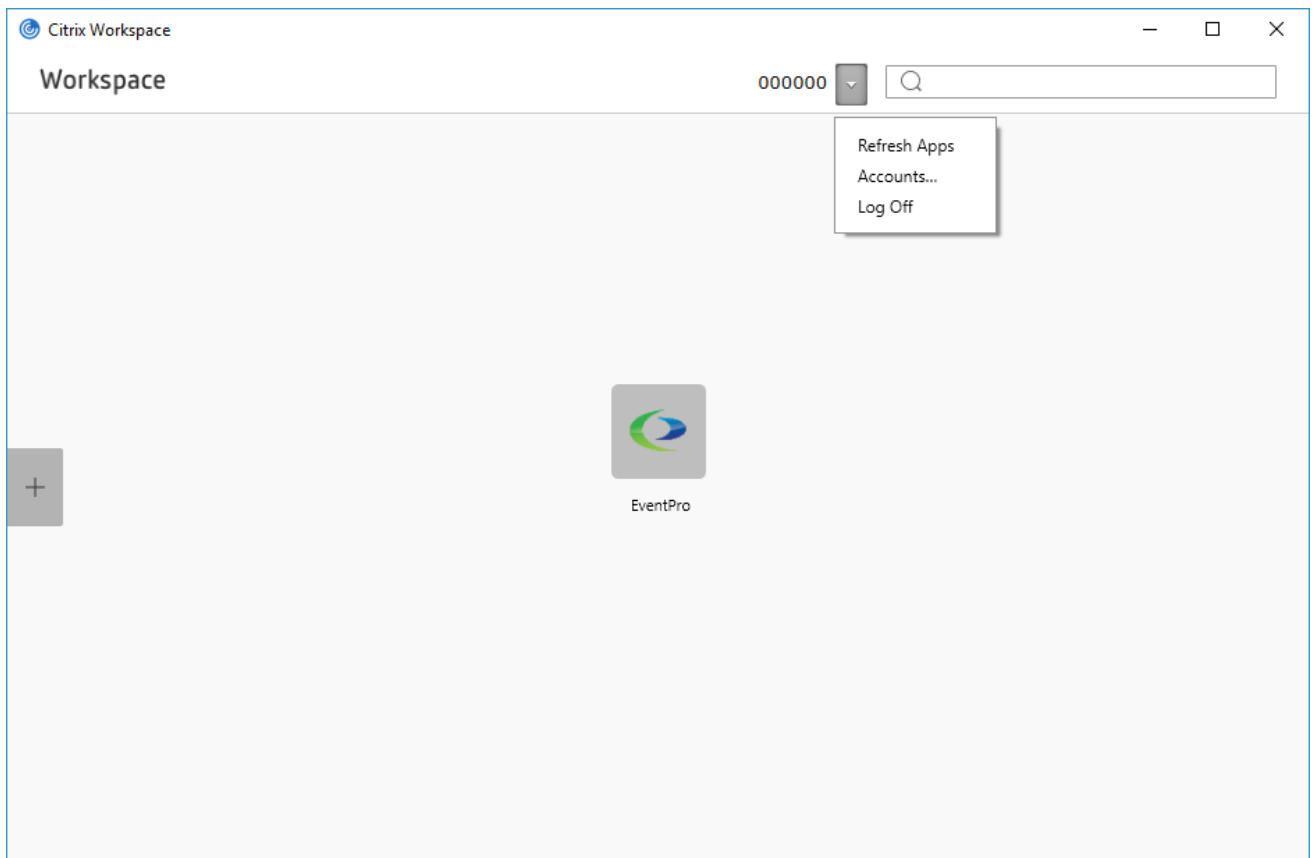 Citrix Workspace
Workspace
000000
Refresh Apps
Accounts...
Log Off
EventPro